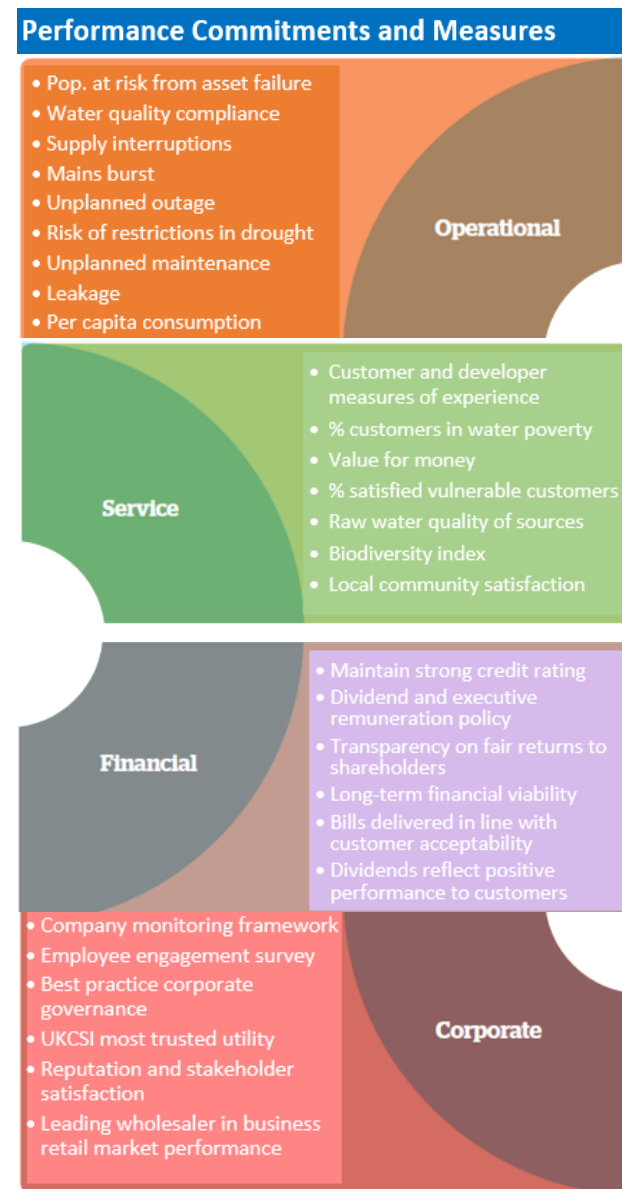 Performance Commitments and Measures
• Pop. at risk from asset failure
• Water quality compliance
• Supply interruptions
• Mains burst
• Unplanned outage
• Risk of restrictions in drought
• Unplanned maintenance
• Leakage
• Per capita consumption
Operational
Service
• Customer and developer
measures of experience
• % customers in water poverty
• Value for money
• % satisfied vulnerable customers
• Raw water quality of sources
• Biodiversity index
• Local community satisfaction
Financial
• Maintain strong credit rating
• Dividend and executive
remuneration policy
• Transparency on fair returns to
shareholders
• Long-term financial viability
• Bills delivered in line with
customer acceptability
• Dividends reflect positive
performance to customers
• Company monitoring framework
• Employee engagement survey
• Best practice corporate
governance
• UKCSI most trusted utility
• Reputation and stakeholder
satisfaction
• Leading wholesaler in business
retail market performance
Corporate